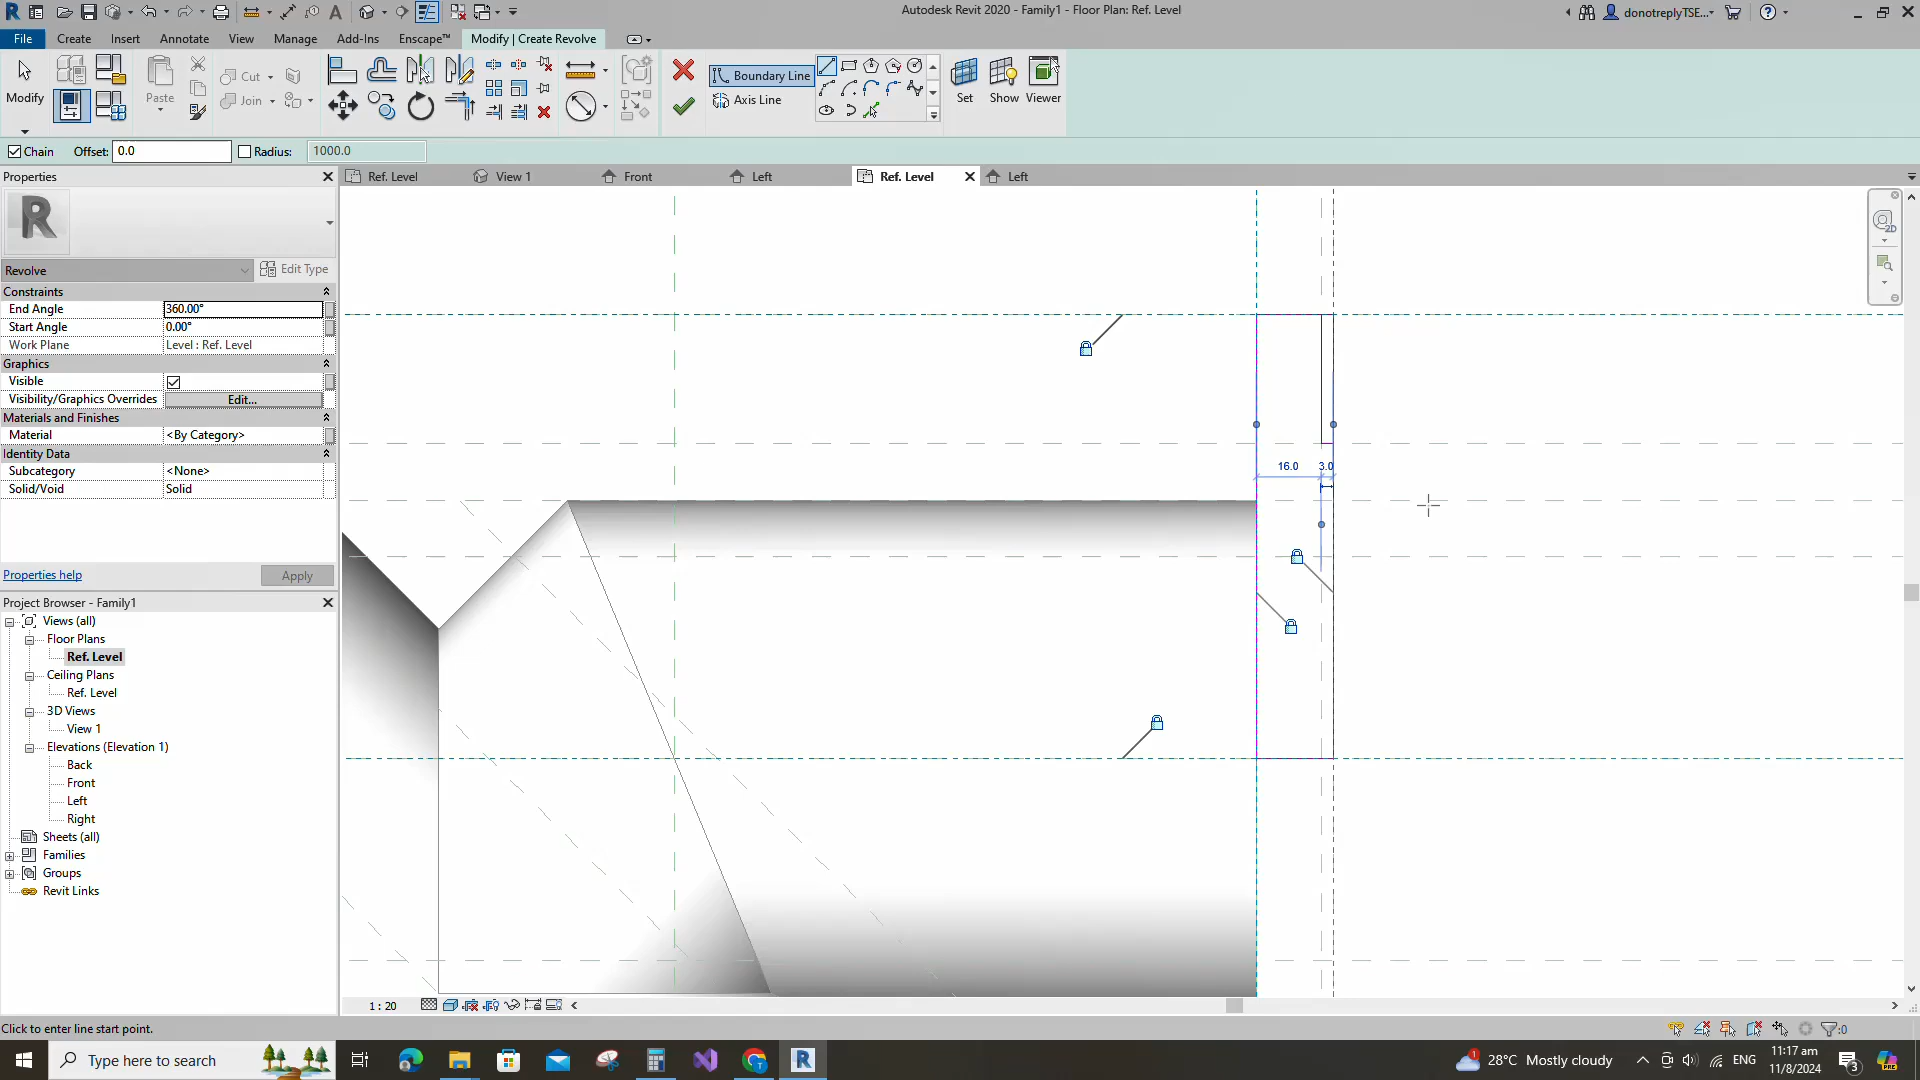 Autodesk Revit 2020 - Family1 - Floor Plan: Ref. Level
donotreplyTSE...
File
Create
Insert
Annotate
View
Manage
Add-Ins
Enscape™
Modify | Create Revolve
Modify
Paste
Cut
Join
Boundary Line
Axis Line
Set
Show
Viewer
Chain
Offset:
0.0
Radius:
1000.0
Properties
Ref. Level
View 1
Front
Left
Ref. Level
Left
Revolve
Edit Type
Constraints
End Angle
360.00°
Start Angle
0.00°
Work Plane
Level : Ref. Level
Graphics
Visible
Visibility/Graphics Overrides
Edit...
Materials and Finishes
Material
<By Category>
Identity Data
Subcategory
<None>
Solid/Void
Solid
Properties help
Apply
16.0
3.0
2D
Project Browser - Family1
Views (all)
Floor Plans
Ref. Level
Ceiling Plans
Ref. Level
3D Views
View 1
Elevations (Elevation 1)
Back
Front
Left
Right
Sheets (all)
Families
Groups
Revit Links
1 : 20
Click to enter line start point.
:0
Type here to search
28°C Mostly cloudy
ENG
11:17 am
11/8/2024
3